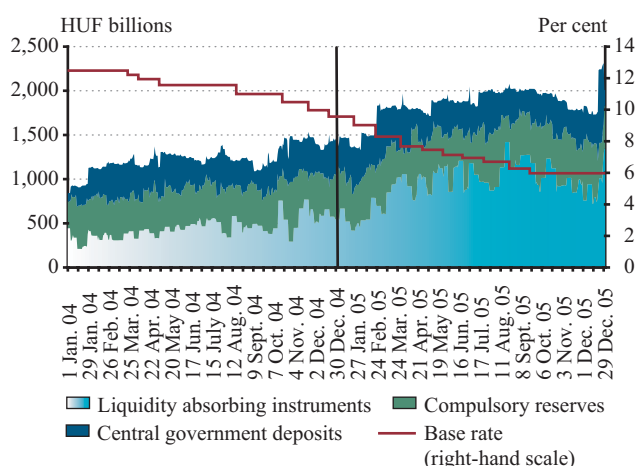 HUF billions
Per cent
2,500
2,000
1,500
1,000
500
0
14
12
10
8
6
4
2
0
1 Jan. 04
29 Jan. 04
26 Feb. 04
25 Mar. 04
22 Apr. 04
20 May 04
17 Jun. 04
15 July 04
12 Aug. 04
9 Sept. 04
7 Oct. 04
4 Nov. 04
2 Dec. 04
30 Dec. 04
27 Jan. 05
24 Feb. 05
24 Mar. 05
21 Apr. 05
19 May 05
16 Jun. 05
17 Jul. 05
11 Aug. 05
8 Sept. 05
6 Oct. 05
3 Nov. 05
1 Dec. 05
29 Dec. 05
Liquidity absorbing instruments
Compulsory reserves
Central government deposits
Base rate
(right-hand scale)